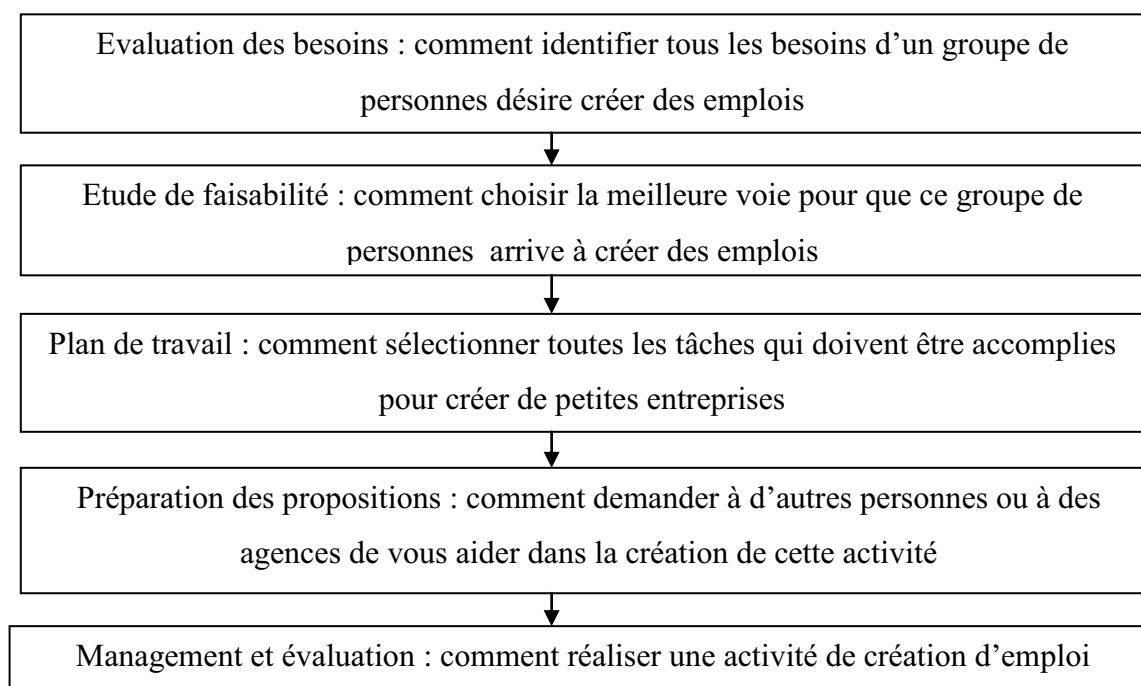 Evaluation des besoins : comment identifier tous les besoins d’un groupe de
personnes désire créer des emplois
Etude de faisabilité : comment choisir la meilleure voie pour que ce groupe de
personnes arrive à créer des emplois
Plan de travail : comment sélectionner toutes les tâches qui doivent être accomplies
pour créer de petites entreprises
Préparation des propositions : comment demander à d’autres personnes ou à des
agences de vous aider dans la création de cette activité
Management et évaluation : comment réaliser une activité de création d’emploi